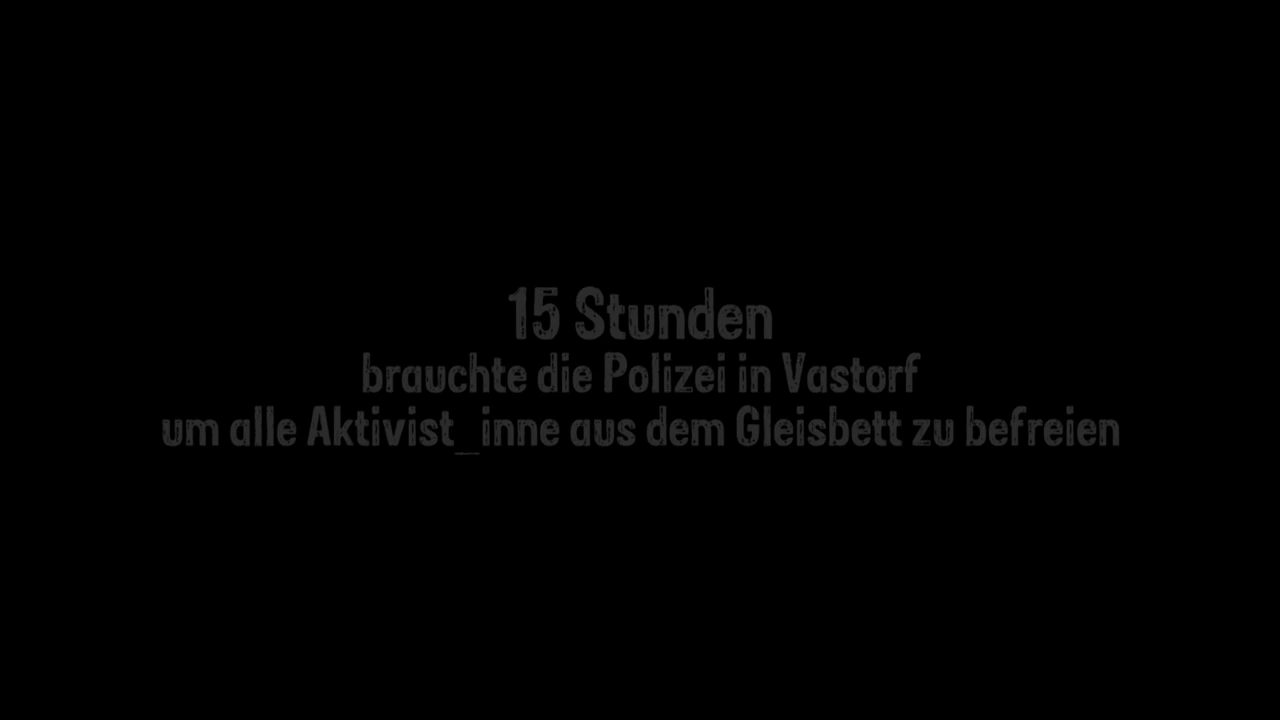 15 Stunden
brauchte die Polizei in Vastorf
um alle Aktivist_inne aus dem Gleisbett zu befreien